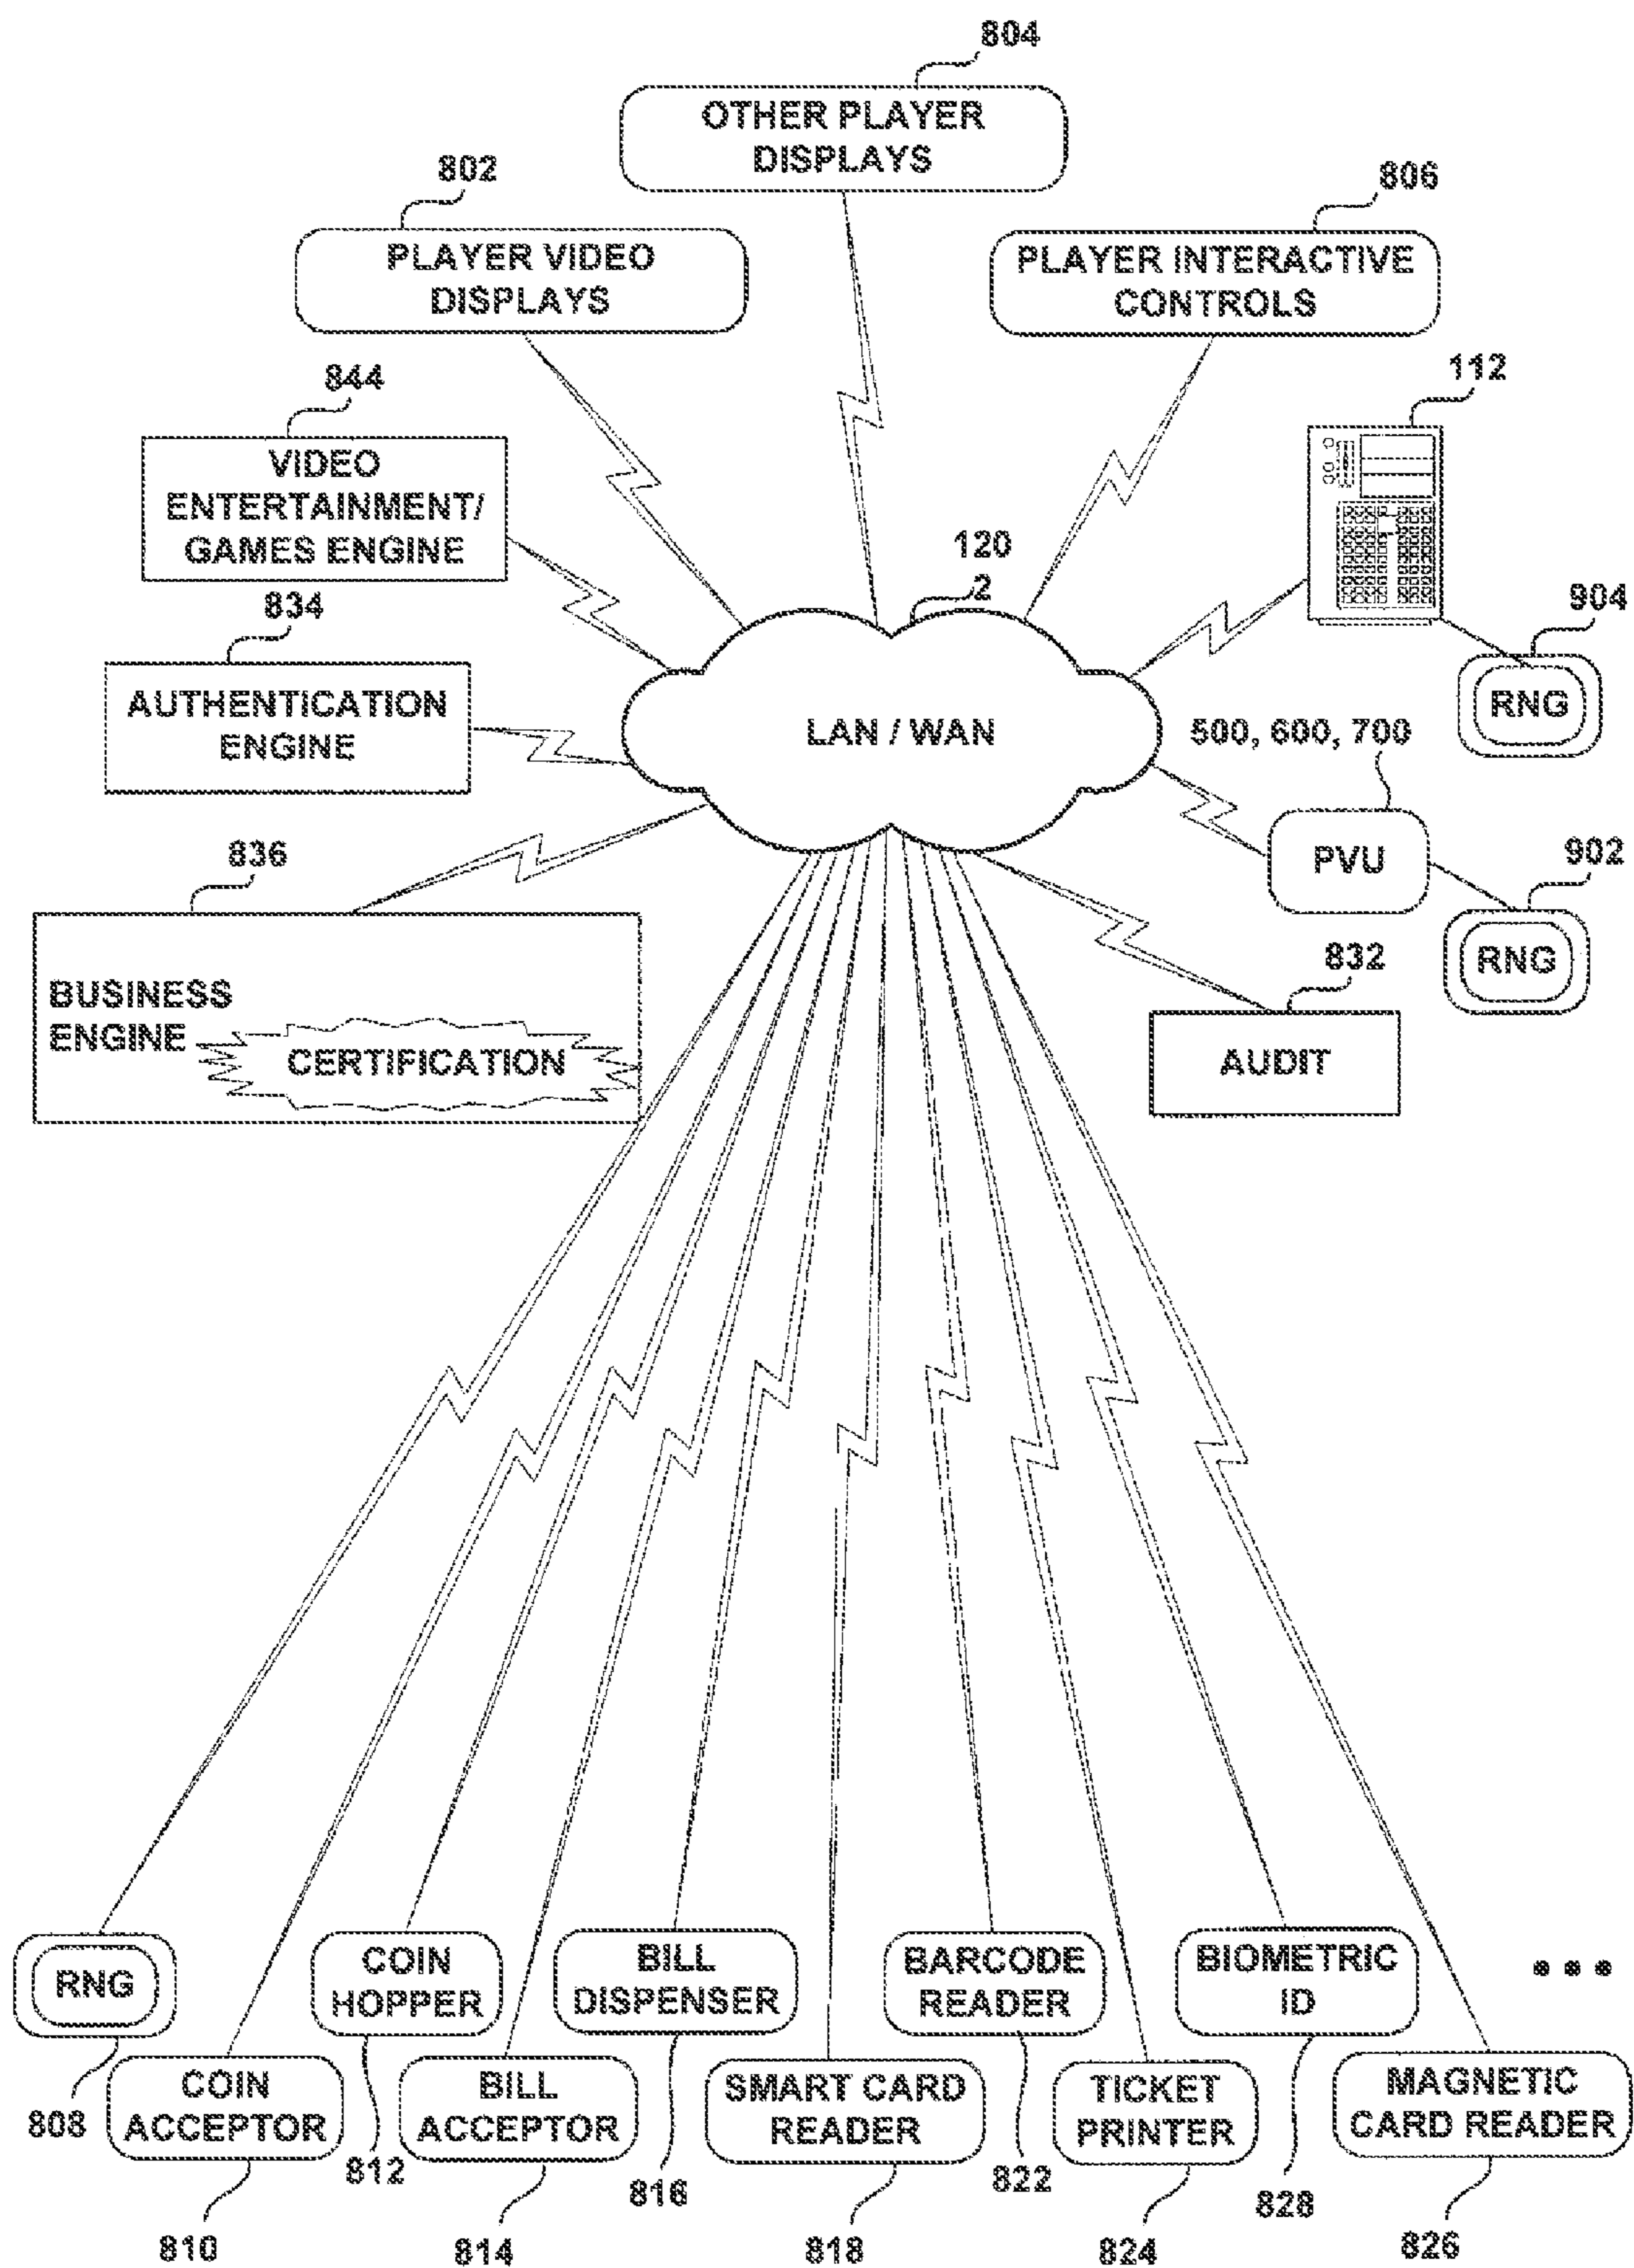 804
OTHER PLAYER
DISPLAYS
802
PLAYER VIDEO
DISPLAYS
806
PLAYER INTERACTIVE
CONTROLS
844
VIDEO
ENTERTAINMENT/
GAMES ENGINE
112
120
2
904
RNG
834
AUTHENTICATION
ENGINE
LAN / WAN
500, 600, 700
PVU
902
RNG
836
BUSINESS
ENGINE
CERTIFICATION
832
AUDIT
RNG
808
COIN
ACCEPTOR
810
COIN
HOPPER
812
BILL
ACCEPTOR
814
BILL
DISPENSER
816
SMART CARD
READER
818
BARCODE
READER
822
TICKET
PRINTER
824
BIOMETRIC
ID
828
MAGNETIC
CARD READER
826